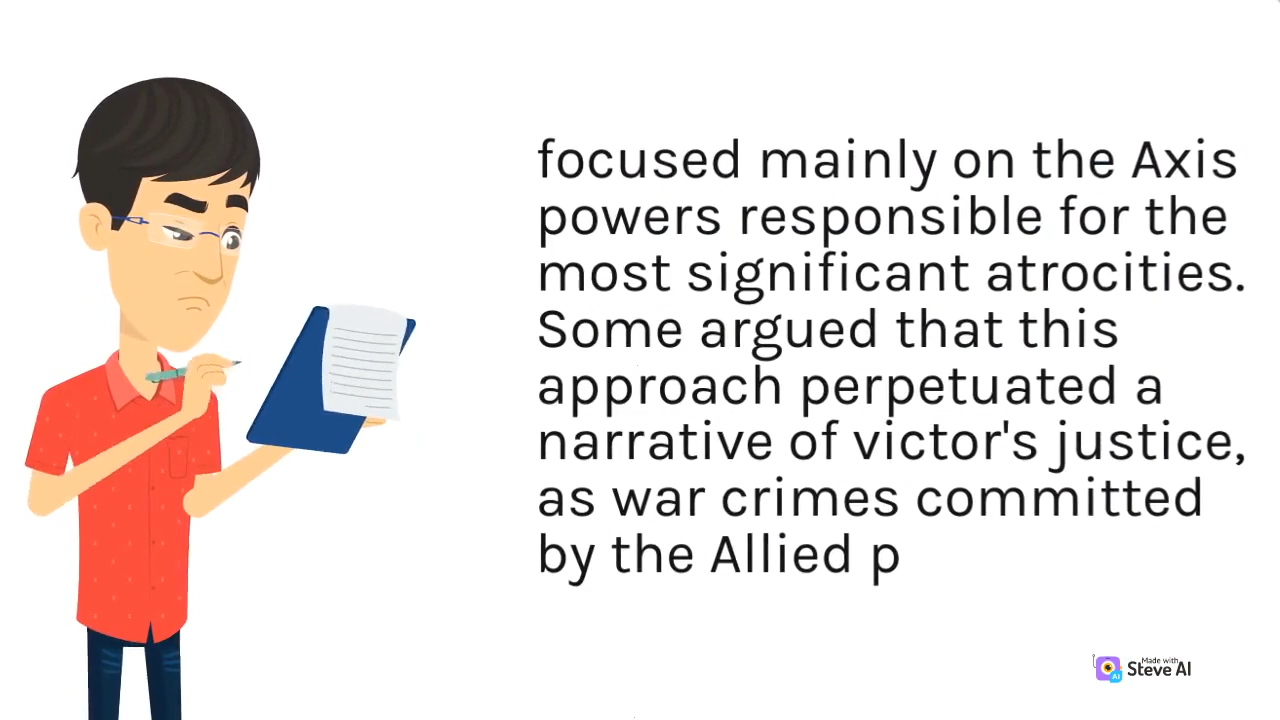 focused mainly on the Axis
powers responsible for the
most significant atrocities.
Some argued that this
approach perpetuated a
narrative of victor's justice,
as war crimes committed
by the Allied p
Made with
Steve AI
AI